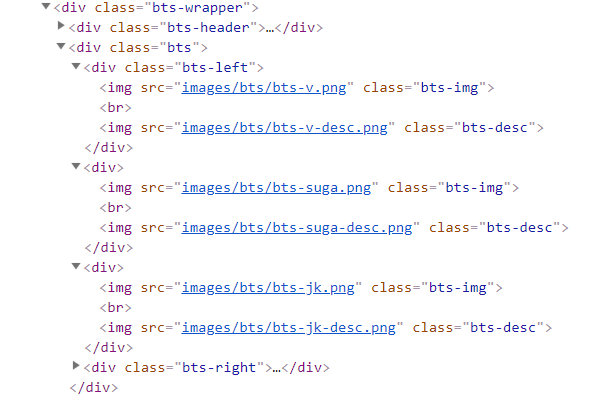 <div class="bts-wrapper">
<div class="bts-header">…</div>
<div class="bts">
<div class="bts-left">
<img src="images/bts/bts-v.png" class="bts-img">
<br>
<img src="images/bts/bts-v-desc.png" class="bts-desc">
</div>
<div>
<img src="images/bts/bts-suga.png" class="bts-img">
<br>
<img src="images/bts/bts-suga-desc.png" class="bts-desc">
</div>
<div>
<img src="images/bts/bts-jk.png" class="bts-img">
<br>
<img src="images/bts/bts-jk-desc.png" class="bts-desc">
</div>
<div class="bts-right">…</div>
</div>